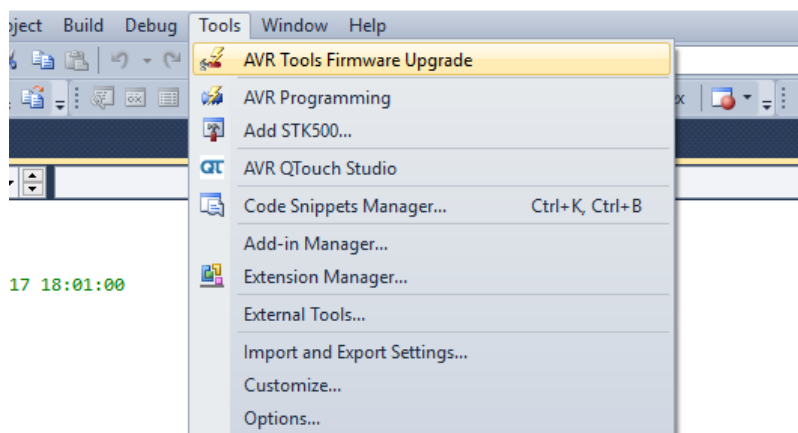 Build Debug Tools Window Help
AVR Tools Firmware Upgrade
AVR Programming
Add STK500...
QT AVR QTouch Studio
Code Snippets Manager... Ctrl+K, Ctrl+B
Add-in Manager...
Extension Manager...
17 18:01:00
External Tools...
Import and Export Settings...
Customize...
Options...